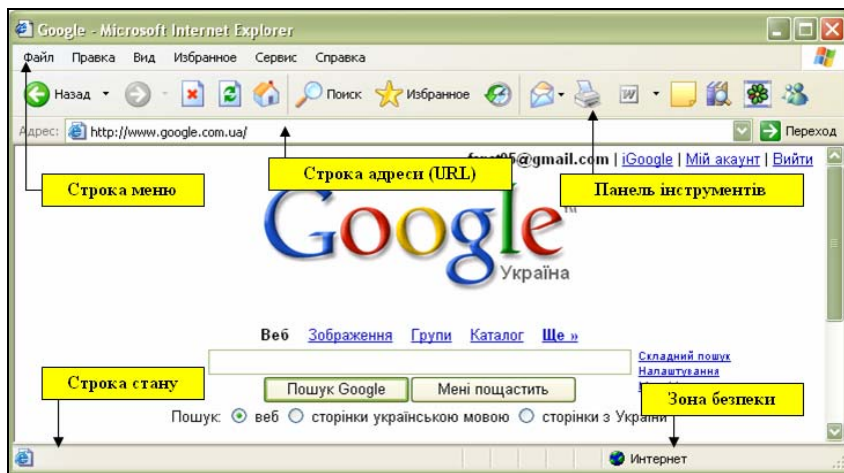 Google - Microsoft Internet Explorer
Файл Правка Вид Избранное Сервис Справка
Назад Поиск Избранное W
Адрес: http://www.google.com.ua/ Переход
@gmail.com | iGoogle | Мій акаунт | Вийти
Строка меню
Строка адреси (URL)
Панель інструментів
Google
Україна
Веб Зображення Групи Каталог Ще »
Складний пошук
Налаштування
Строка стану
Пошук Google Мені пощастить
Зона безпеки
Пошук: веб сторінки українською мовою сторінки з України
Интернет